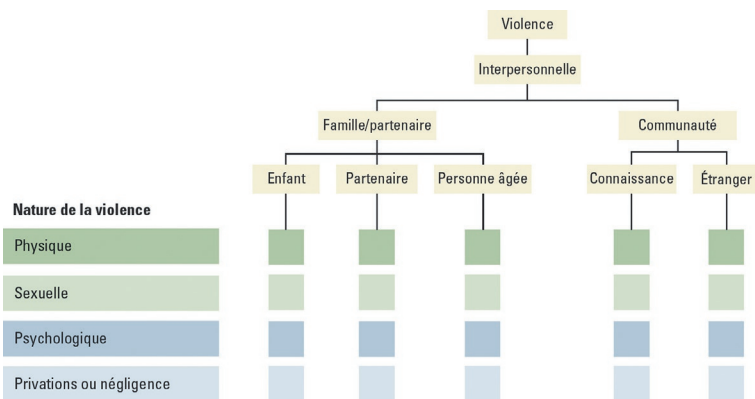 Violence
Interpersonnelle
Famille/partenaire
Communauté
Enfant
Partenaire
Personne âgée
Connaissance
Étranger
Nature de la violence
Physique
Sexuelle
Psychologique
Privations ou négligence